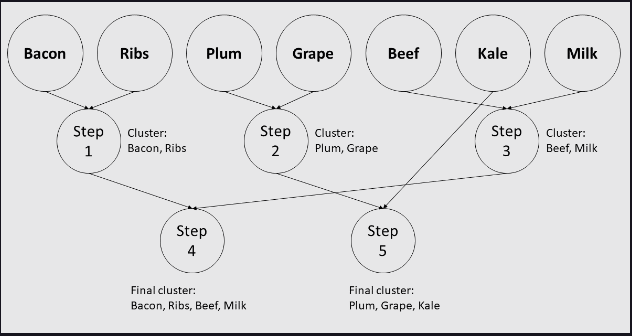 Bacon
Ribs
Plum
Grape
Beef
Kale
Milk
Step
1
Cluster:
Bacon, Ribs
Step
2
Cluster:
Plum, Grape
Step
3
Cluster:
Beef, Milk
Step
4
Step
5
Final cluster:
Bacon, Ribs, Beef, Milk
Final cluster:
Plum, Grape, Kale